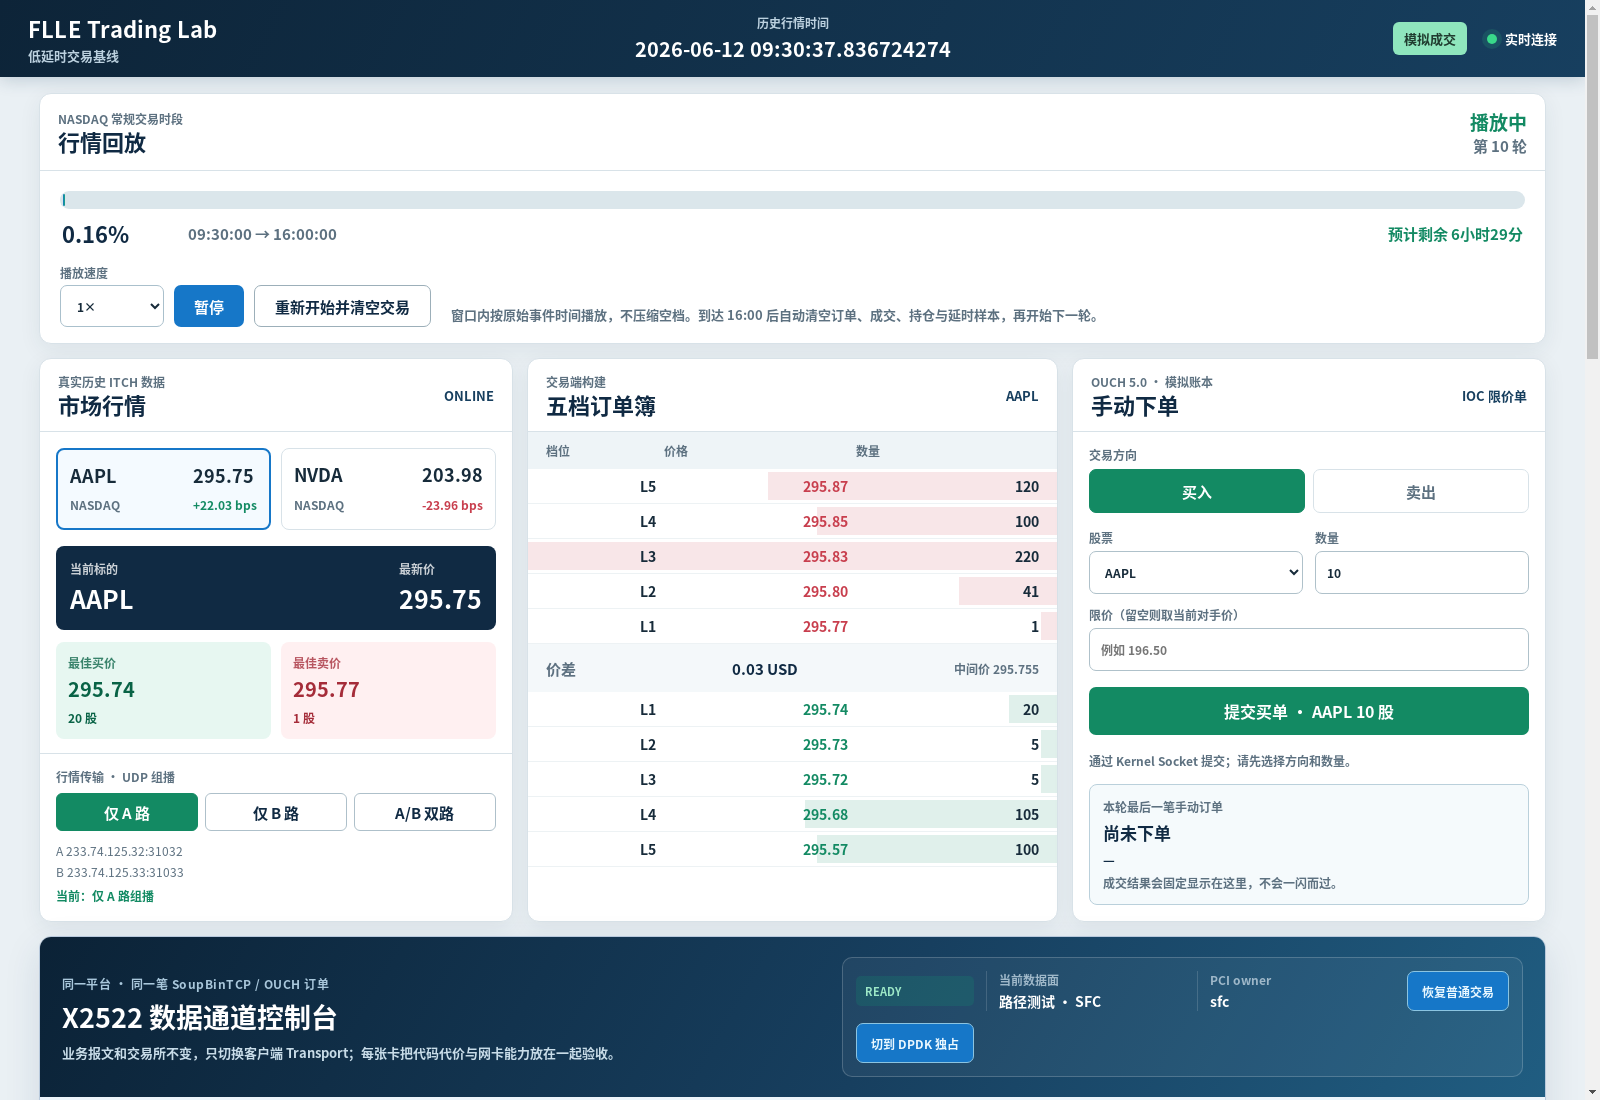 FLLE Trading Lab
低延时交易基线
历史行情时间
2026-06-12 09:30:37.836724274
模拟成交
实时连接
NASDAQ 常规交易时段
行情回放
播放中
第 10 轮
0.16%
09:30:00 → 16:00:00
预计剩余 6小时29分
播放速度
1×
暂停
重新开始并清空交易
窗口内按原始事件时间播放，不压缩空档。到达 16:00 后自动清空订单、成交、持仓与延时样本，再开始下一轮。
真实历史 ITCH 数据
市场行情
ONLINE
AAPL 295.75
NASDAQ +22.03 bps
NVDA 203.98
NASDAQ -23.96 bps
当前标的 最新价
AAPL 295.75
最佳买价
295.74
20 股
最佳卖价
295.77
1 股
行情传输 · UDP 组播
仅 A 路
仅 B 路
A/B 双路
A 233.74.125.32:31032
B 233.74.125.33:31033
当前：仅 A 路组播
交易端构建
五档订单簿
AAPL
档位 价格 数量
L5 295.87 120
L4 295.85 100
L3 295.83 220
L2 295.80 41
L1 295.77 1
价差 0.03 USD 中间价 295.755
L1 295.74 20
L2 295.73 5
L3 295.72 5
L4 295.68 105
L5 295.57 100
OUCH 5.0 · 模拟账本
手动下单
IOC 限价单
交易方向
买入
卖出
股票 数量
AAPL 10
限价（留空则取当前对手价）
例如 196.50
提交买单 · AAPL 10 股
通过 Kernel Socket 提交；请先选择方向和数量。
本轮最后一笔手动订单
尚未下单
—
成交结果会固定显示在这里，不会一闪而过。
同一平台 · 同一笔 SoupBinTCP / OUCH 订单
X2522 数据通道控制台
业务报文和交易所不变，只切换客户端 Transport；每张卡把代码代价与网卡能力放在一起验收。
READY
当前数据面
路径测试 · SFC
PCI owner
sfc
恢复普通交易
切到 DPDK 独占